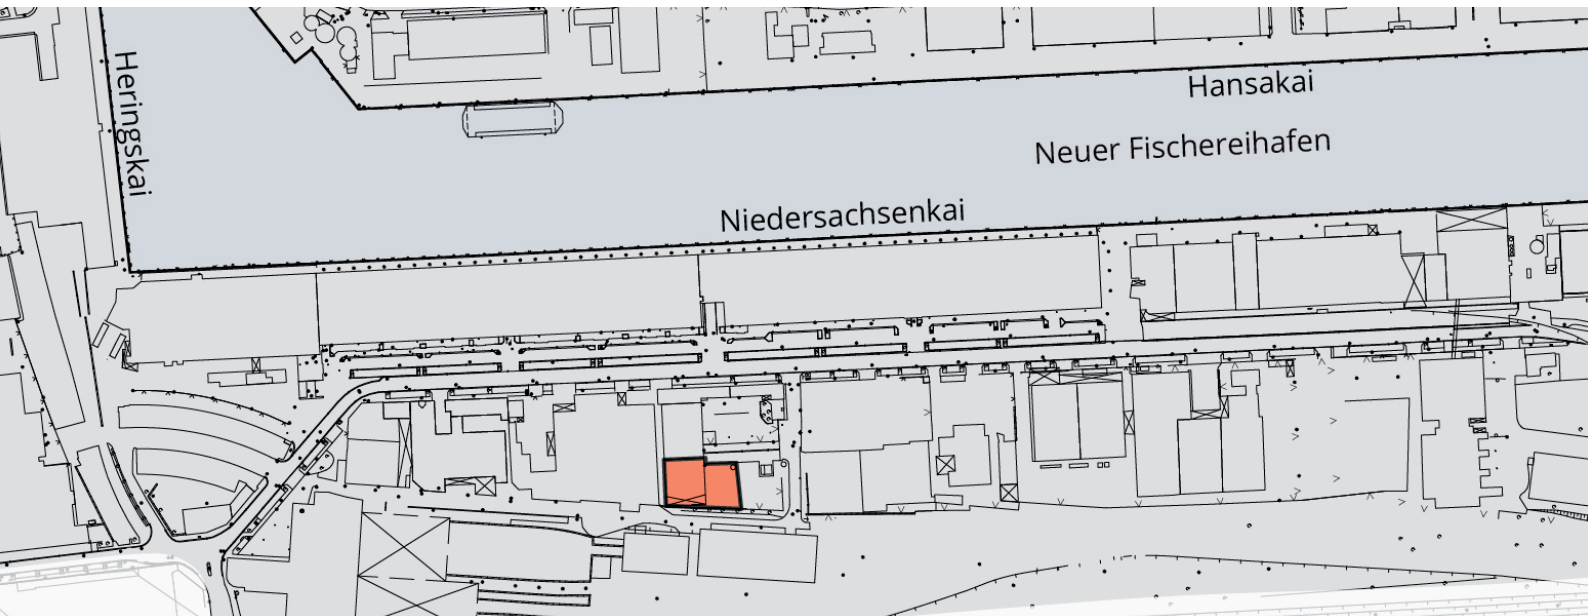 Heringskai
Hansakai
Neuer Fischereihafen
Niedersachsenkai